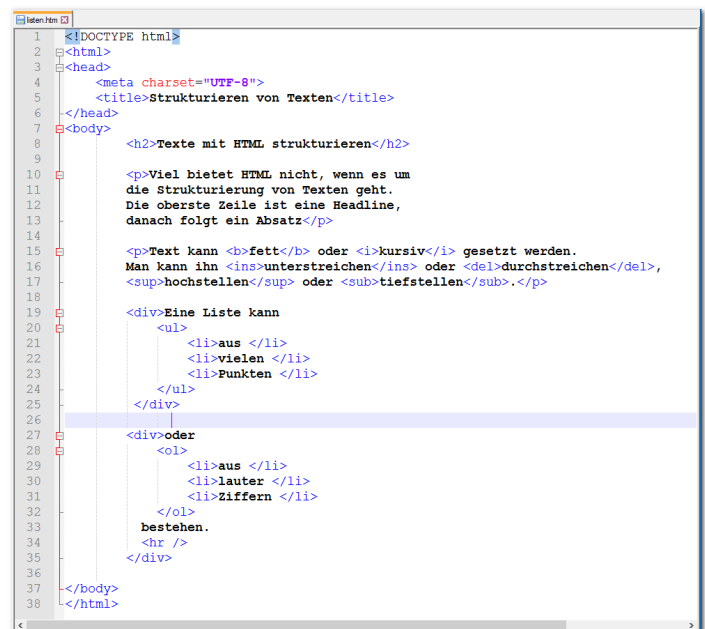 listen.htm
1 <!DOCTYPE html>
2 <html>
3 <head>
4 <meta charset="UTF-8">
5 <title>Strukturieren von Texten</title>
6 </head>
7 <body>
8 <h2>Texte mit HTML strukturieren</h2>
9
10 <p>Viel bietet HTML nicht, wenn es um
11 die Strukturierung von Texten geht.
12 Die oberste Zeile ist eine Headline,
13 danach folgt ein Absatz</p>
14
15 <p>Text kann <b>fett</b> oder <i>kursiv</i> gesetzt werden.
16 Man kann ihn <ins>unterstreichen</ins> oder <del>durchstreichen</del>,
17 <sup>hochstellen</sup> oder <sub>tiefstellen</sub>.</p>
18
19 <div>Eine Liste kann
20 <ul>
21 <li>aus </li>
22 <li>vielen </li>
23 <li>Punkten </li>
24 </ul>
25 </div>
26
27 <div>oder
28 <ol>
29 <li>aus </li>
30 <li>lauter </li>
31 <li>Ziffern </li>
32 </ol>
33 bestehen.
34 <hr />
35 </div>
36
37 </body>
38 </html>